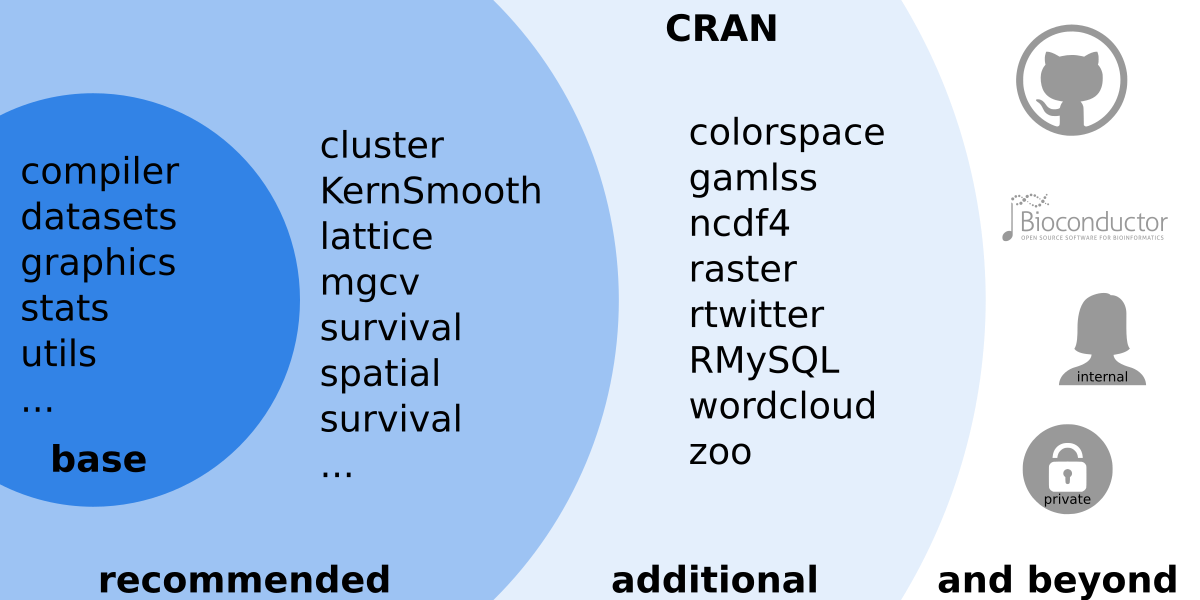 compiler
datasets
graphics
stats
utils
...
base
cluster
KernSmooth
lattice
mgcv
survival
spatial
survival
...
recommended
CRAN
colorspace
gamlss
ncdf4
raster
rtwitter
RMySQL
wordcloud
zoo
additional
Bioconductor
OPEN SOURCE SOFTWARE FOR BIOINFORMATICS
internal
private
and beyond